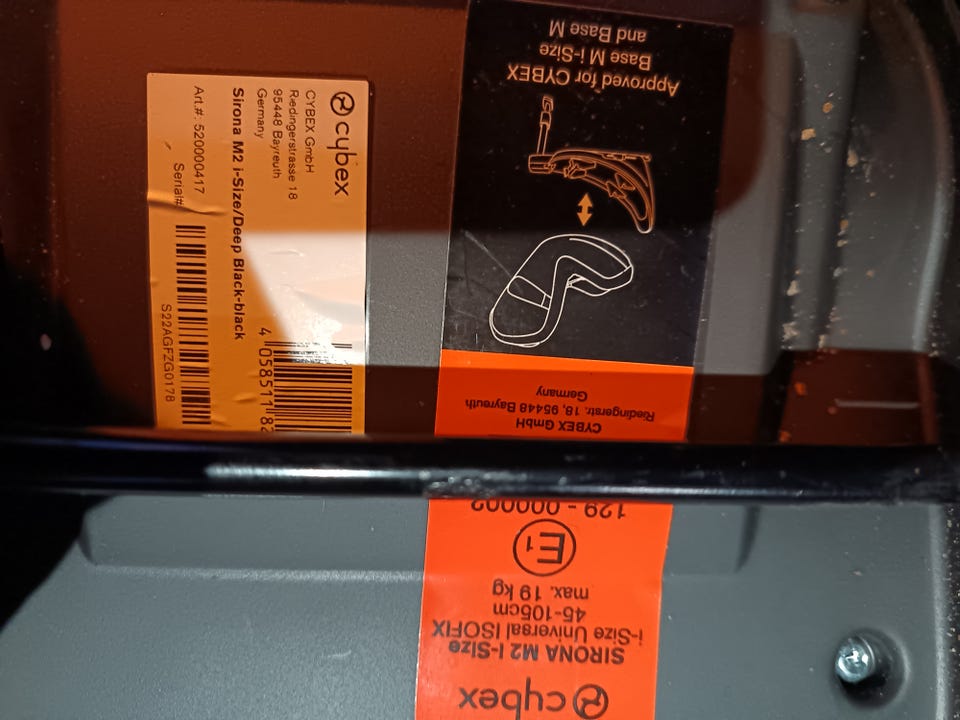 cybex
CYBEX GmbH
Riedingerstrasse 18
95448 Bayreuth
Germany
Sirona M2 i-Size/Deep Black-black
Art.#: 520000417
Serial#
S22AGFZG0178
4 058511 82
cybex
SIRONA M2 I-SIZE
i-Size Universal ISOFIX
45-105cm
max. 19 kg
E1
129 - 000002
CYBEX GmbH
Riedingerstr. 18, 95448 Bayreuth
Germany
Approved for CYBEX
Base M i-Size
and Base M